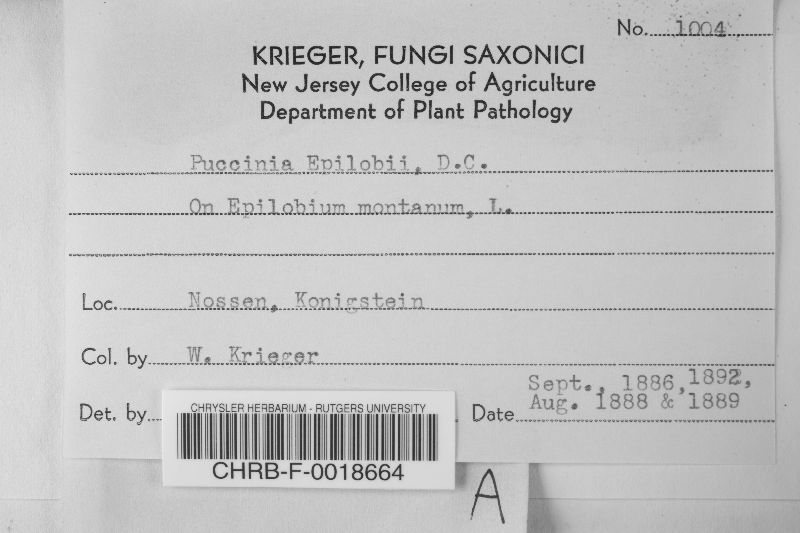 No. 1004
KRIEGER, FUNGI SAXONICI
New Jersey College of Agriculture
Department of Plant Pathology
Puccinia Epilobii, D.C.
On Epilobium montanum, L.
Loc. Nossen, Konigstein
Col. by W. Krieger
Sept., 1886, 1892,
Det. by Date Aug. 1888 & 1889
CHRYSLER HERBARIUM - RUTGERS UNIVERSITY
CHRB-F-0018664
A